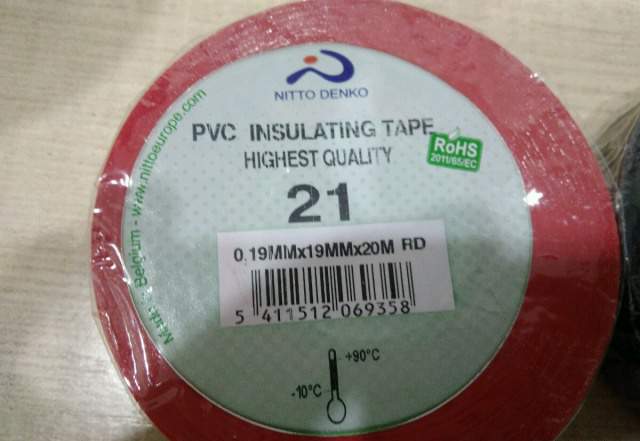 NITTO DENKO
PVC INSULATING TAPE
HIGHEST QUALITY
RoHS
2011/65/EC
21
0.19MMx19MMx20M RD
5 411512 069358
+90°C
-10°C
Belgium - www.nittoeurope.com